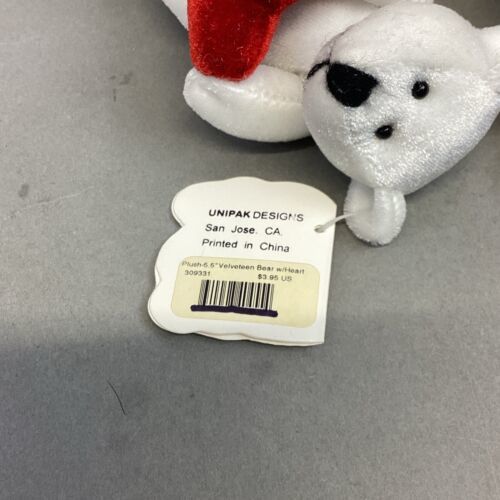 UNIPAK DESIGNS
San Jose. CA.
Printed in China
Plush-5.5" Velveteen Bear w/Heart
309331 $3.95 US